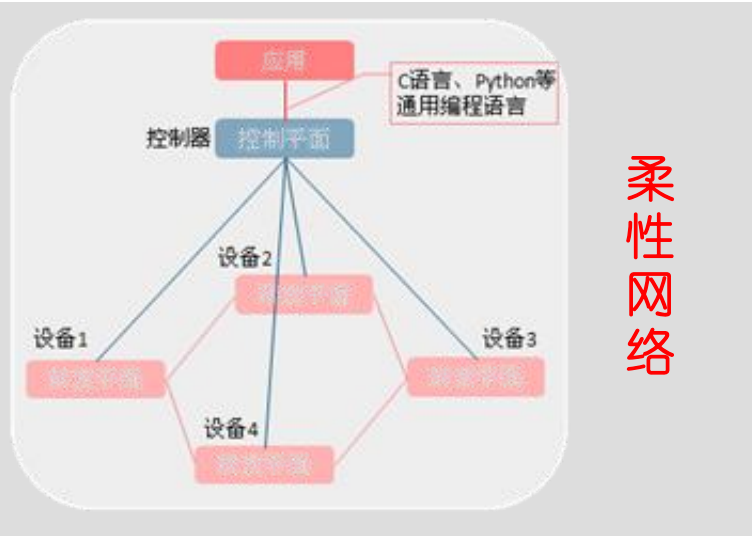 应用
C语言、Python等
通用编程语言
控制器
控制平面
设备2
设备1
设备3
设备4
柔
性
网
络